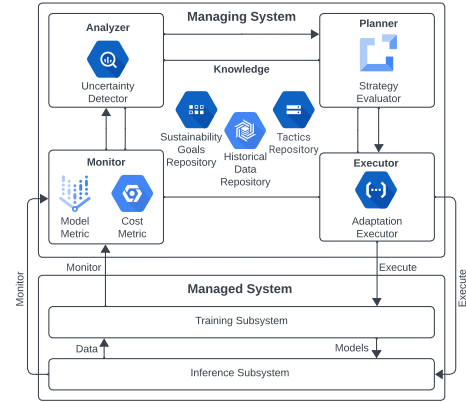 Managing System
Analyzer
Uncertainty
Detector
Knowledge
Planner
Strategy
Evaluator
Sustainability
Goals
Repository
Historical
Data
Repository
Tactics
Repository
Monitor
Model
Metric
Cost
Metric
Executor
Adaptation
Executor
Monitor
Execute
Monitor
Execute
Managed System
Training Subsystem
Data
Models
Inference Subsystem